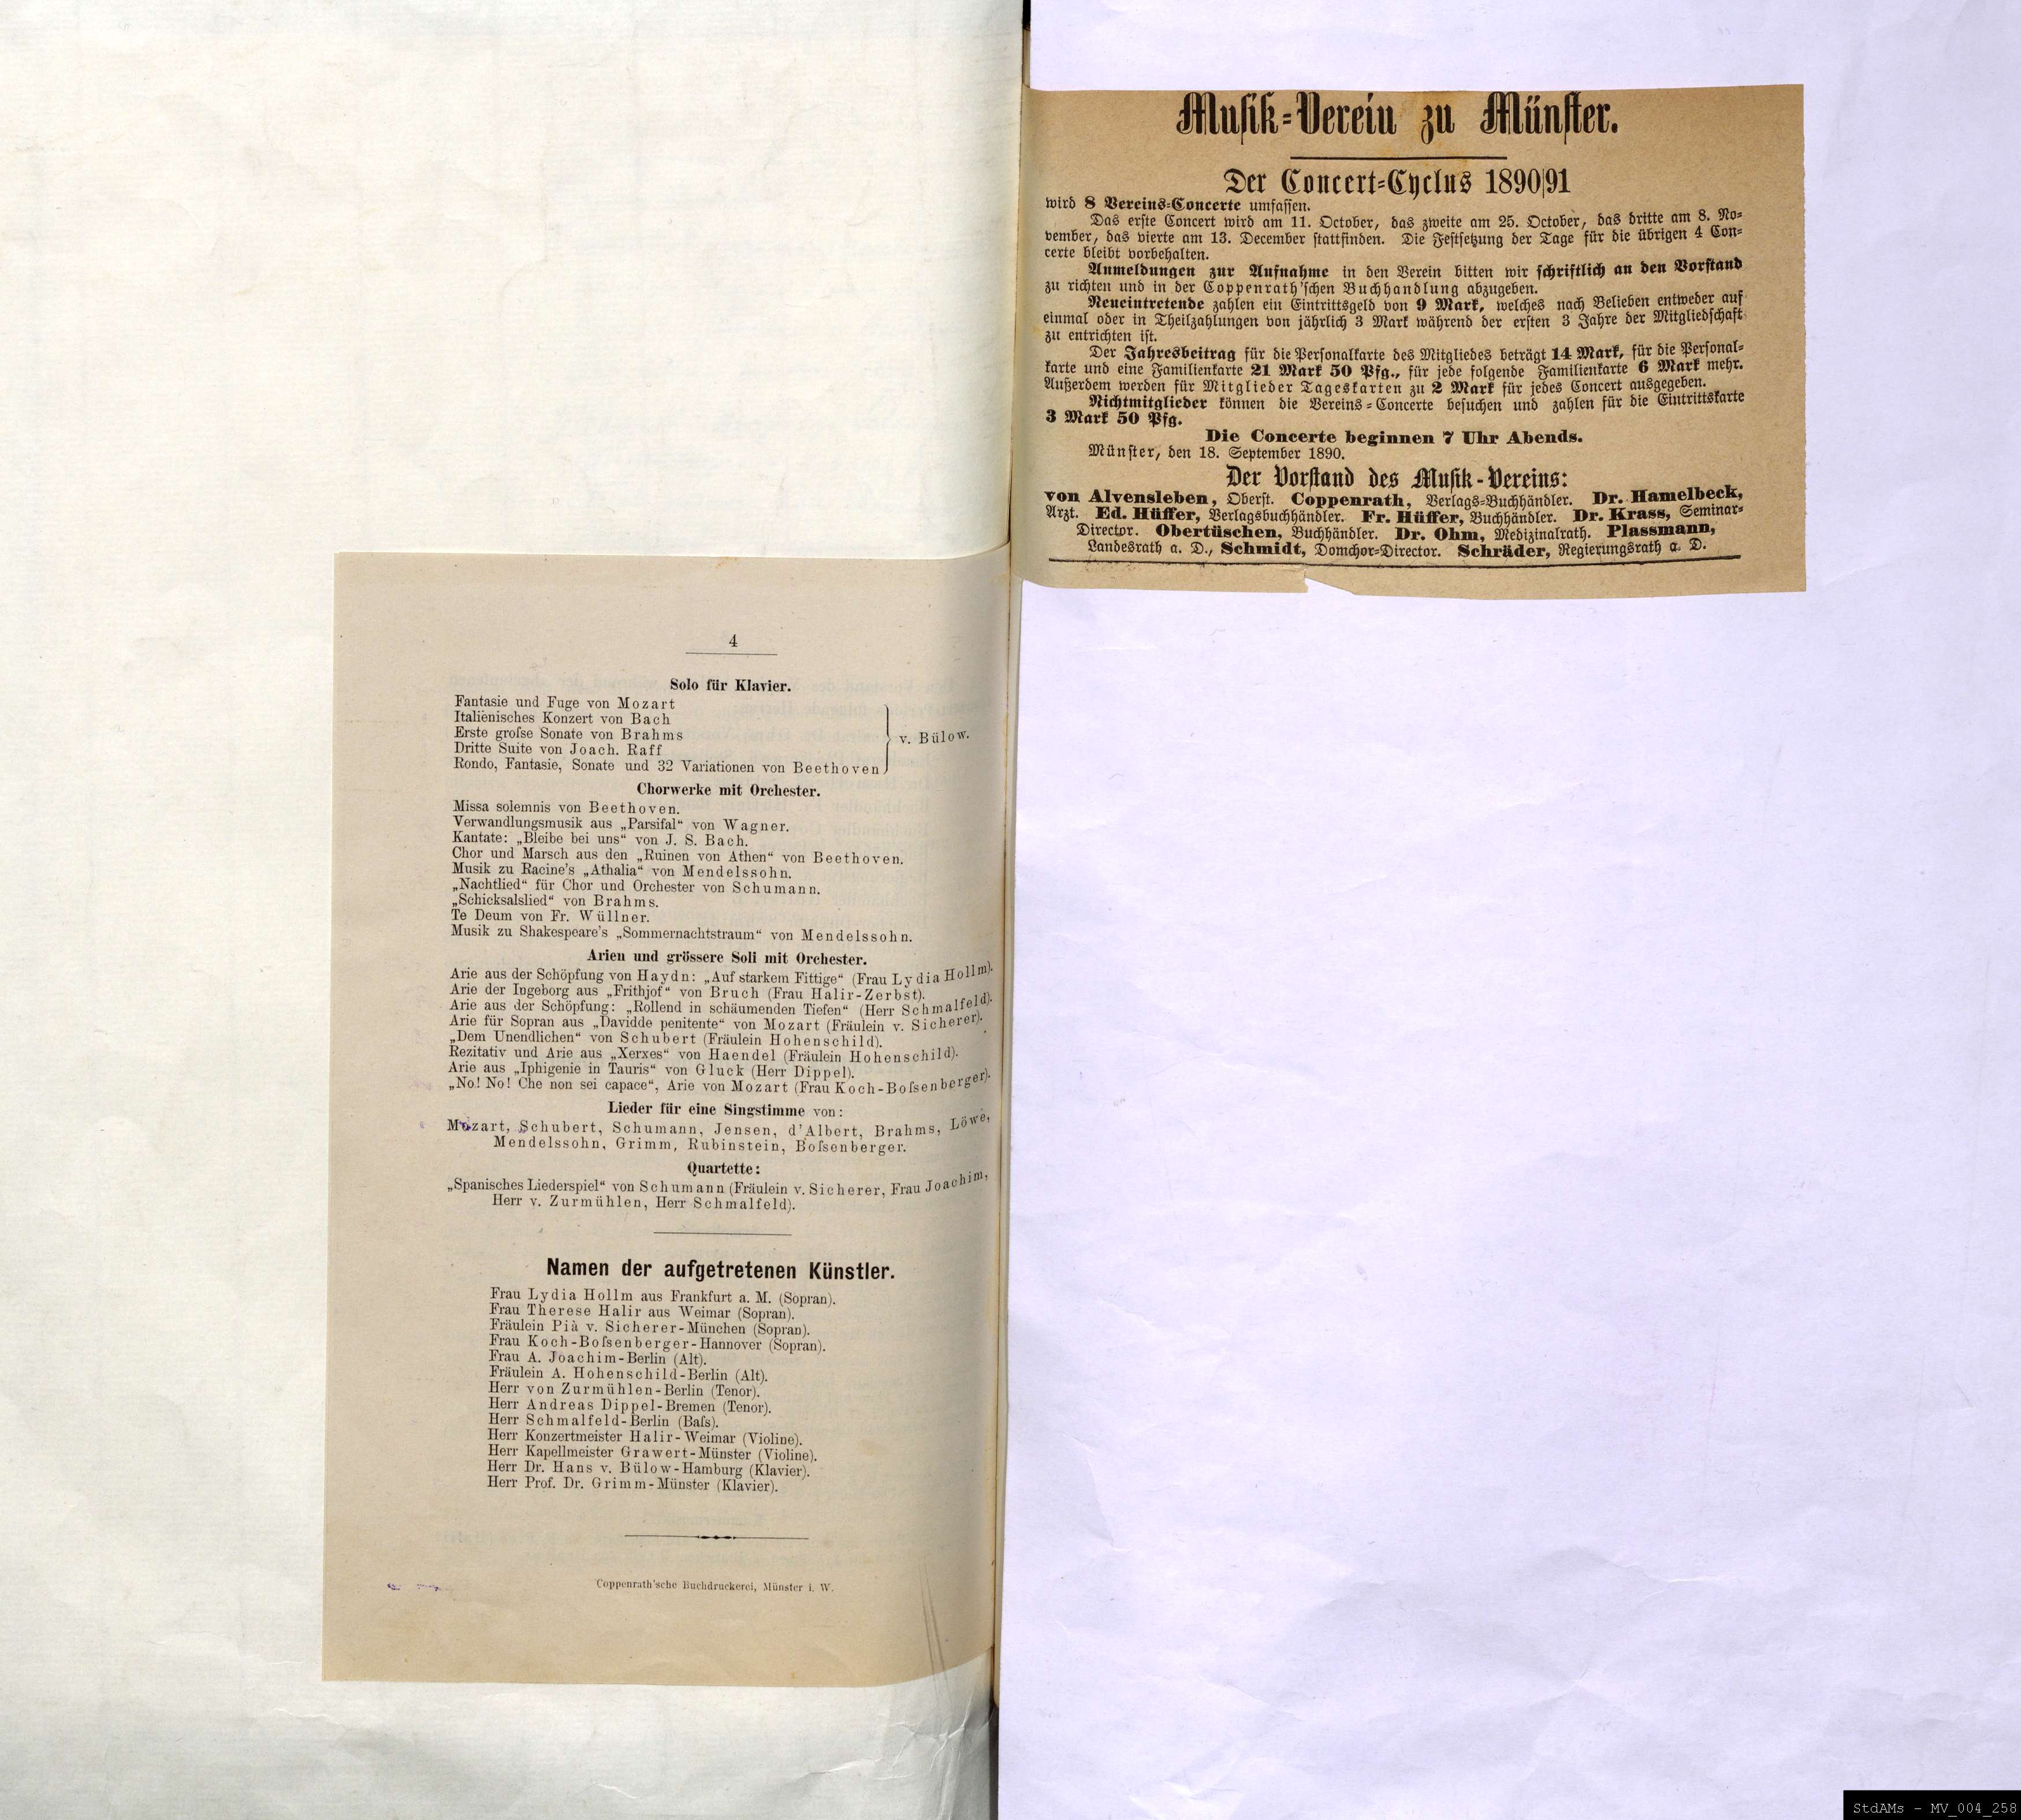 4
Solo für Klavier.
Fantasie und Fuge von Mozart
Italienisches Konzert von Bach
Erste groſse Sonate von Brahms
Dritte Suite von Joach. Raff
Rondo, Fantasie, Sonate und 32 Variationen von Beethoven
} v. Bülow.
Chorwerke mit Orchester.
Missa solemnis von Beethoven.
Verwandlungsmusik aus „Parsifal“ von Wagner.
Kantate: „Bleibe bei uns“ von J. S. Bach.
Chor und Marsch aus den „Ruinen von Athen“ von Beethoven.
Musik zu Racine's „Athalia“ von Mendelssohn.
„Nachtlied“ für Chor und Orchester von Schumann.
„Schicksalslied“ von Brahms.
Te Deum von Fr. Wüllner.
Musik zu Shakespeare's „Sommernachtstraum“ von Mendelssohn.
Arien und grössere Soli mit Orchester.
Arie aus der Schöpfung von Haydn: „Auf starkem Fittige“ (Frau Lydia Hollm).
Arie der Ingeborg aus „Frithjof“ von Bruch (Frau Halir-Zerbst).
Arie aus der Schöpfung: „Rollend in schäumenden Tiefen“ (Herr Schmalfeld).
Arie für Sopran aus „Davidde penitente“ von Mozart (Fräulein v. Sicherer).
„Dem Unendlichen“ von Schubert (Fräulein Hohenschild).
Rezitativ und Arie aus „Xerxes“ von Haendel (Fräulein Hohenschild).
Arie aus „Iphigenie in Tauris“ von Gluck (Herr Dippel).
„No! No! Che non sei capace“, Arie von Mozart (Frau Koch-Boſsenberger).
Lieder für eine Singstimme von:
Mozart, Schubert, Schumann, Jensen, d'Albert, Brahms, Löwe,
Mendelssohn, Grimm, Rubinstein, Boſsenberger.
Quartette:
„Spanisches Liederspiel“ von Schumann (Fräulein v. Sicherer, Frau Joachim,
Herr v. Zurmühlen, Herr Schmalfeld).
Namen der aufgetretenen Künstler.
Frau Lydia Hollm aus Frankfurt a. M. (Sopran).
Frau Therese Halir aus Weimar (Sopran).
Fräulein Pià v. Sicherer-München (Sopran).
Frau Koch-Boſsenberger-Hannover (Sopran).
Frau A. Joachim-Berlin (Alt).
Fräulein A. Hohenschild-Berlin (Alt).
Herr von Zurmühlen-Berlin (Tenor).
Herr Andreas Dippel-Bremen (Tenor).
Herr Schmalfeld-Berlin (Baſs).
Herr Konzertmeister Halir-Weimar (Violine).
Herr Kapellmeister Grawert-Münster (Violine).
Herr Dr. Hans v. Bülow-Hamburg (Klavier).
Herr Prof. Dr. Grimm-Münster (Klavier).
Coppenrath'sche Buchdruckerei, Münster i. W.
Muſik-Verein zu Münſter.
Der Concert-Cyclus 1890/91
wird 8 Vereins-Concerte umfaſſen.
Das erſte Concert wird am 11. October, das zweite am 25. October, das dritte am 8. No-
vember, das vierte am 13. December ſtattfinden. Die Feſtſetzung der Tage für die übrigen 4 Con-
certe bleibt vorbehalten.
Anmeldungen zur Aufnahme in den Verein bitten wir ſchriftlich an den Vorſtand
zu richten und in der Coppenrath'ſchen Buchhandlung abzugeben.
Neueintretende zahlen ein Eintrittsgeld von 9 Mark, welches nach Belieben entweder auf
einmal oder in Theilzahlungen von jährlich 3 Mark während der erſten 3 Jahre der Mitgliedſchaft
zu entrichten iſt.
Der Jahresbeitrag für die Perſonalkarte des Mitgliedes beträgt 14 Mark, für die Perſonal-
karte und eine Familienkarte 21 Mark 50 Pfg., für jede folgende Familienkarte 6 Mark mehr.
Außerdem werden für Mitglieder Tageskarten zu 2 Mark für jedes Concert ausgegeben.
Nichtmitglieder können die Vereins-Concerte beſuchen und zahlen für die Eintrittskarte
3 Mark 50 Pfg.
Die Concerte beginnen 7 Uhr Abends.
Münſter, den 18. September 1890.
Der Vorſtand des Muſik-Vereins:
von Alvensleben, Oberſt. Coppenrath, Verlags-Buchhändler. Dr. Hamelbeck,
Arzt. Ed. Hüffer, Verlagsbuchhändler. Fr. Hüffer, Buchhändler. Dr. Krass, Seminar-
Director. Obertüschen, Buchhändler. Dr. Ohm, Medizinalrath. Plassmann,
Landesrath a. D., Schmidt, Domchor-Director. Schräder, Regierungsrath a. D.
StdAMs - MV_004_258